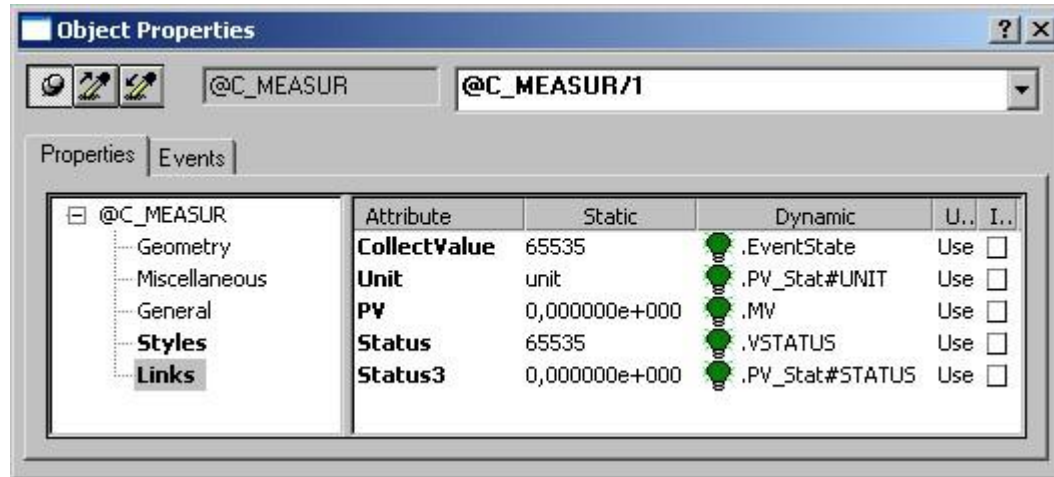 Object Properties
@C_MEASUR @C_MEASUR/1
Properties Events
@C_MEASUR
Geometry
Miscellaneous
General
Styles
Links
Attribute Static Dynamic U.. I..
CollectValue 65535 .EventState Use
Unit unit .PV_Stat#UNIT Use
PV 0,000000e+000 .MV Use
Status 65535 .VSTATUS Use
Status3 0,000000e+000 .PV_Stat#STATUS Use